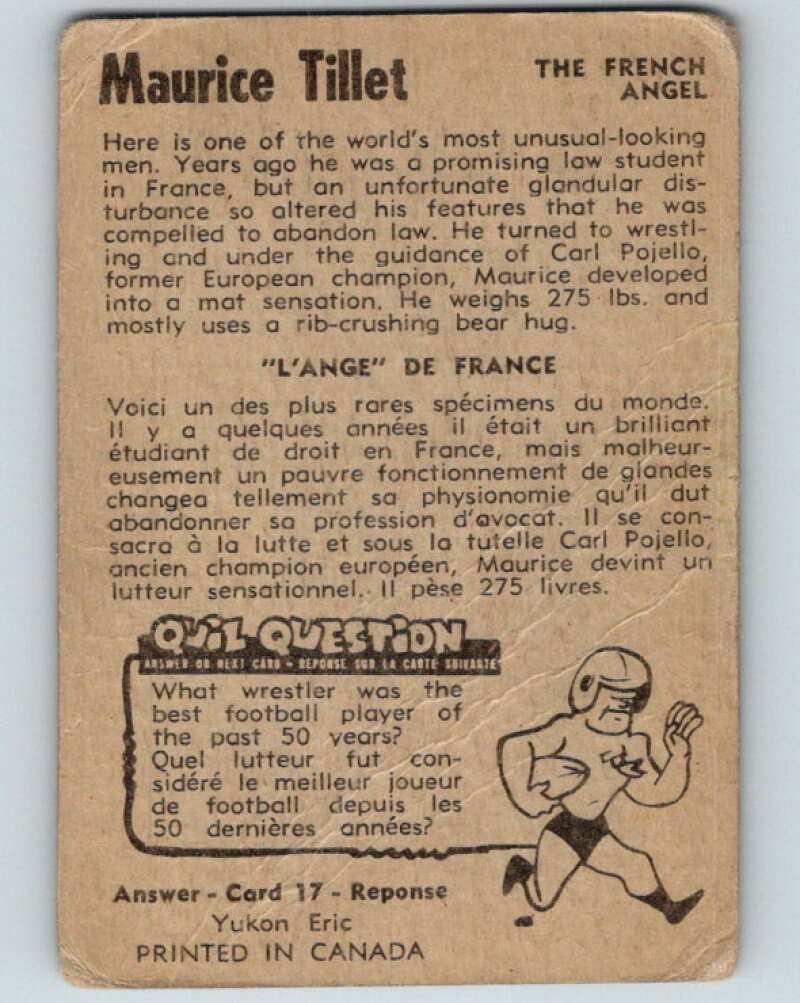 Maurice Tillet
THE FRENCH
ANGEL
Here is one of the world's most unusual-looking
men. Years ago he was a promising law student
in France, but an unfortunate glandular dis-
turbance so altered his features that he was
compelled to abandon law. He turned to wrestl-
ing and under the guidance of Carl Pojello,
former European champion, Maurice developed
into a mat sensation. He weighs 275 lbs. and
mostly uses a rib-crushing bear hug.
"L'ANGE" DE FRANCE
Voici un des plus rares spécimens du monde.
Il y a quelques années il était un brilliant
étudiant de droit en France, mais malheur-
eusement un pauvre fonctionnement de glandes
changea tellement sa physionomie qu'il dut
abandonner sa profession d'avocat. Il se con-
sacra à la lutte et sous la tutelle Carl Pojello,
ancien champion européen, Maurice devint un
lutteur sensationnel. Il pèse 275 livres.
QUIZ QUESTION
ANSWER ON NEXT CARD - REPONSE SUR LA CARTE SUIVANTE
What wrestler was the
best football player of
the past 50 years?
Quel lutteur fut con-
sidéré le meilleur joueur
de football depuis les
50 dernières années?
Answer - Card 17 - Reponse
Yukon Eric
PRINTED IN CANADA